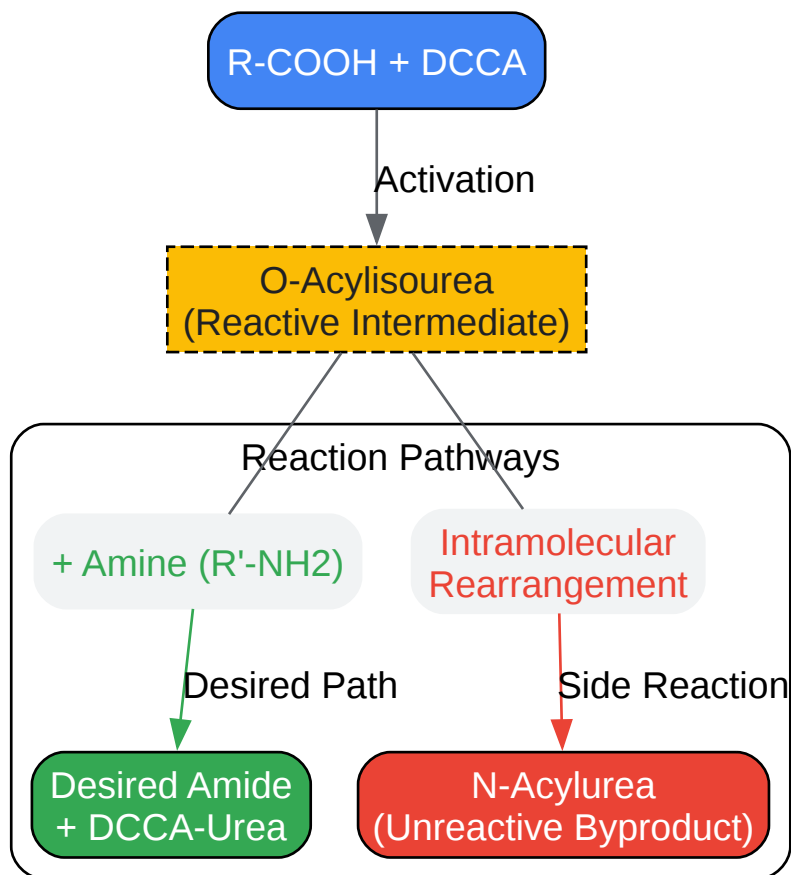 R-COOH + DCCA
Activation
O-Acylisourea
(Reactive Intermediate)
Reaction Pathways
+ Amine (R'-NH2)
Intramolecular
Rearrangement
Desired Path
Side Reaction
Desired Amide
+ DCCA-Urea
N-Acylurea
(Unreactive Byproduct)